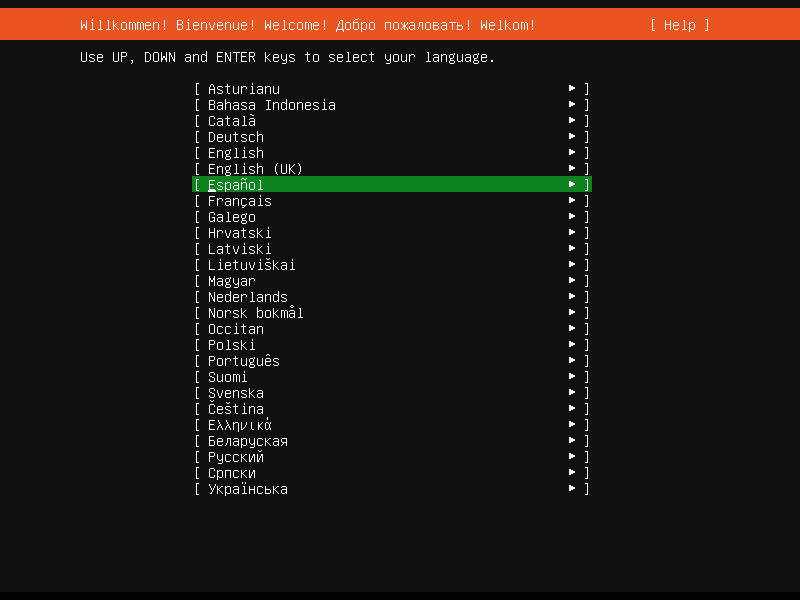 Willkommen! Bienvenue! Welcome! Добро пожаловать! Welkom! [ Help ]
Use UP, DOWN and ENTER keys to select your language.
[ Asturianu ▸ ]
[ Bahasa Indonesia ▸ ]
[ Català ▸ ]
[ Deutsch ▸ ]
[ English ▸ ]
[ English (UK) ▸ ]
[ Español ▸ ]
[ Français ▸ ]
[ Galego ▸ ]
[ Hrvatski ▸ ]
[ Latviski ▸ ]
[ Lietuviškai ▸ ]
[ Magyar ▸ ]
[ Nederlands ▸ ]
[ Norsk bokmål ▸ ]
[ Occitan ▸ ]
[ Polski ▸ ]
[ Português ▸ ]
[ Suomi ▸ ]
[ Svenska ▸ ]
[ Čeština ▸ ]
[ Ελληνικά ▸ ]
[ Беларуская ▸ ]
[ Русский ▸ ]
[ Српски ▸ ]
[ Українська ▸ ]